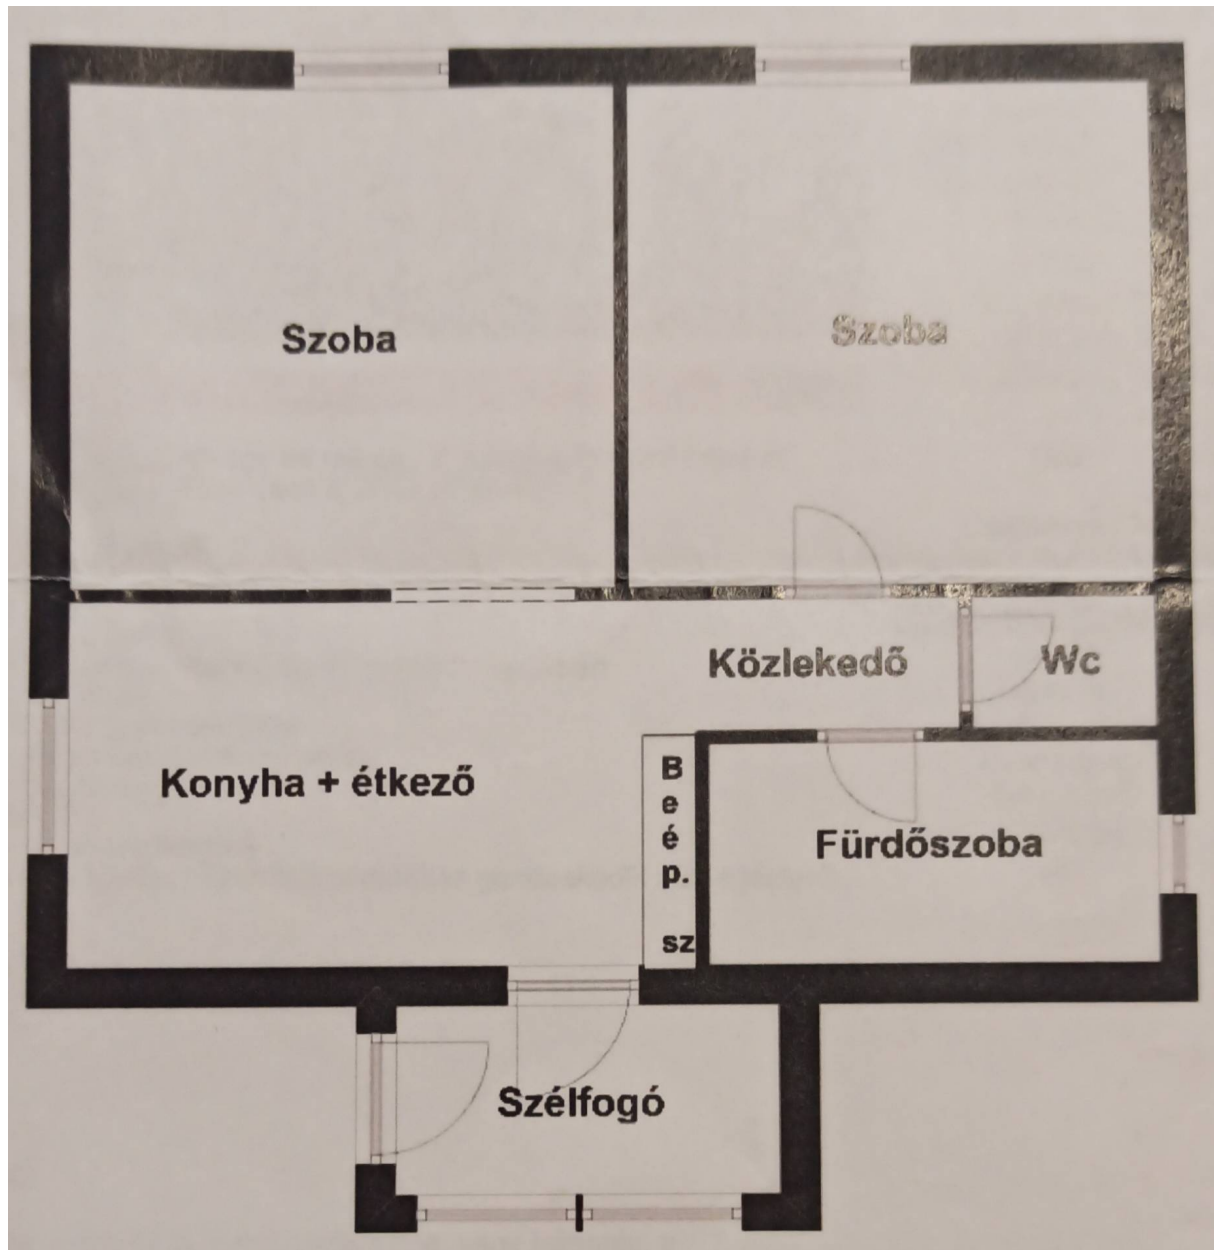 Szoba
Szoba
Közlekedő
Wc
Konyha + étkező
B
e
é
p.
sz
Fürdőszoba
Szélfogó